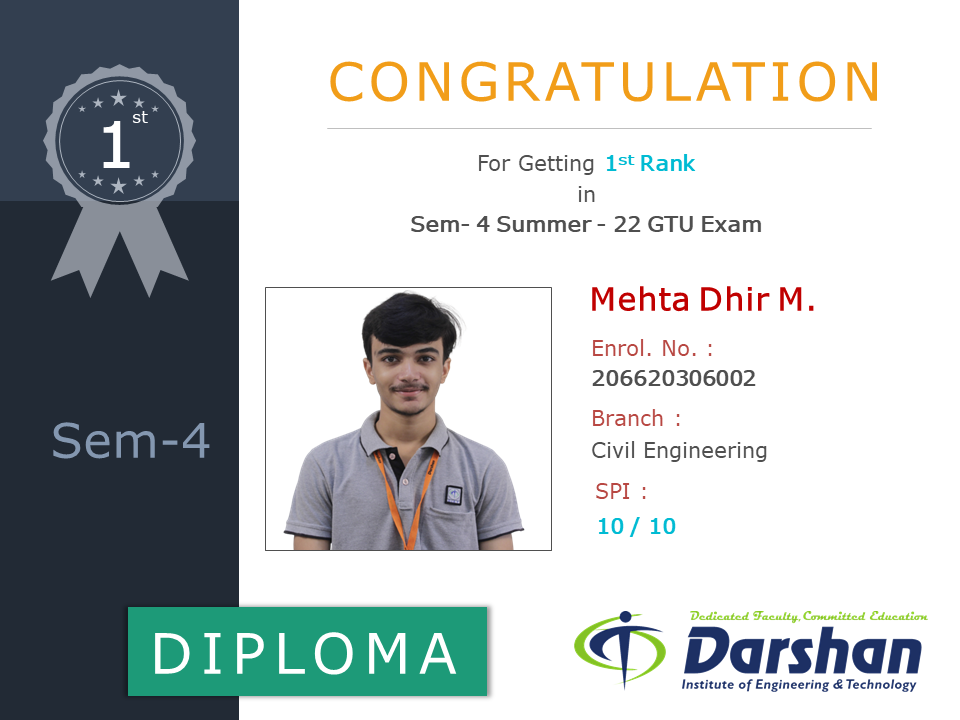 1st
CONGRATULATION
For Getting 1st Rank
in
Sem- 4 Summer - 22 GTU Exam
Mehta Dhir M.
Enrol. No. :
206620306002
Branch :
Civil Engineering
SPI :
10 / 10
Sem-4
DIPLOMA
Dedicated Faculty, Committed Education
Darshan
Institute of Engineering & Technology